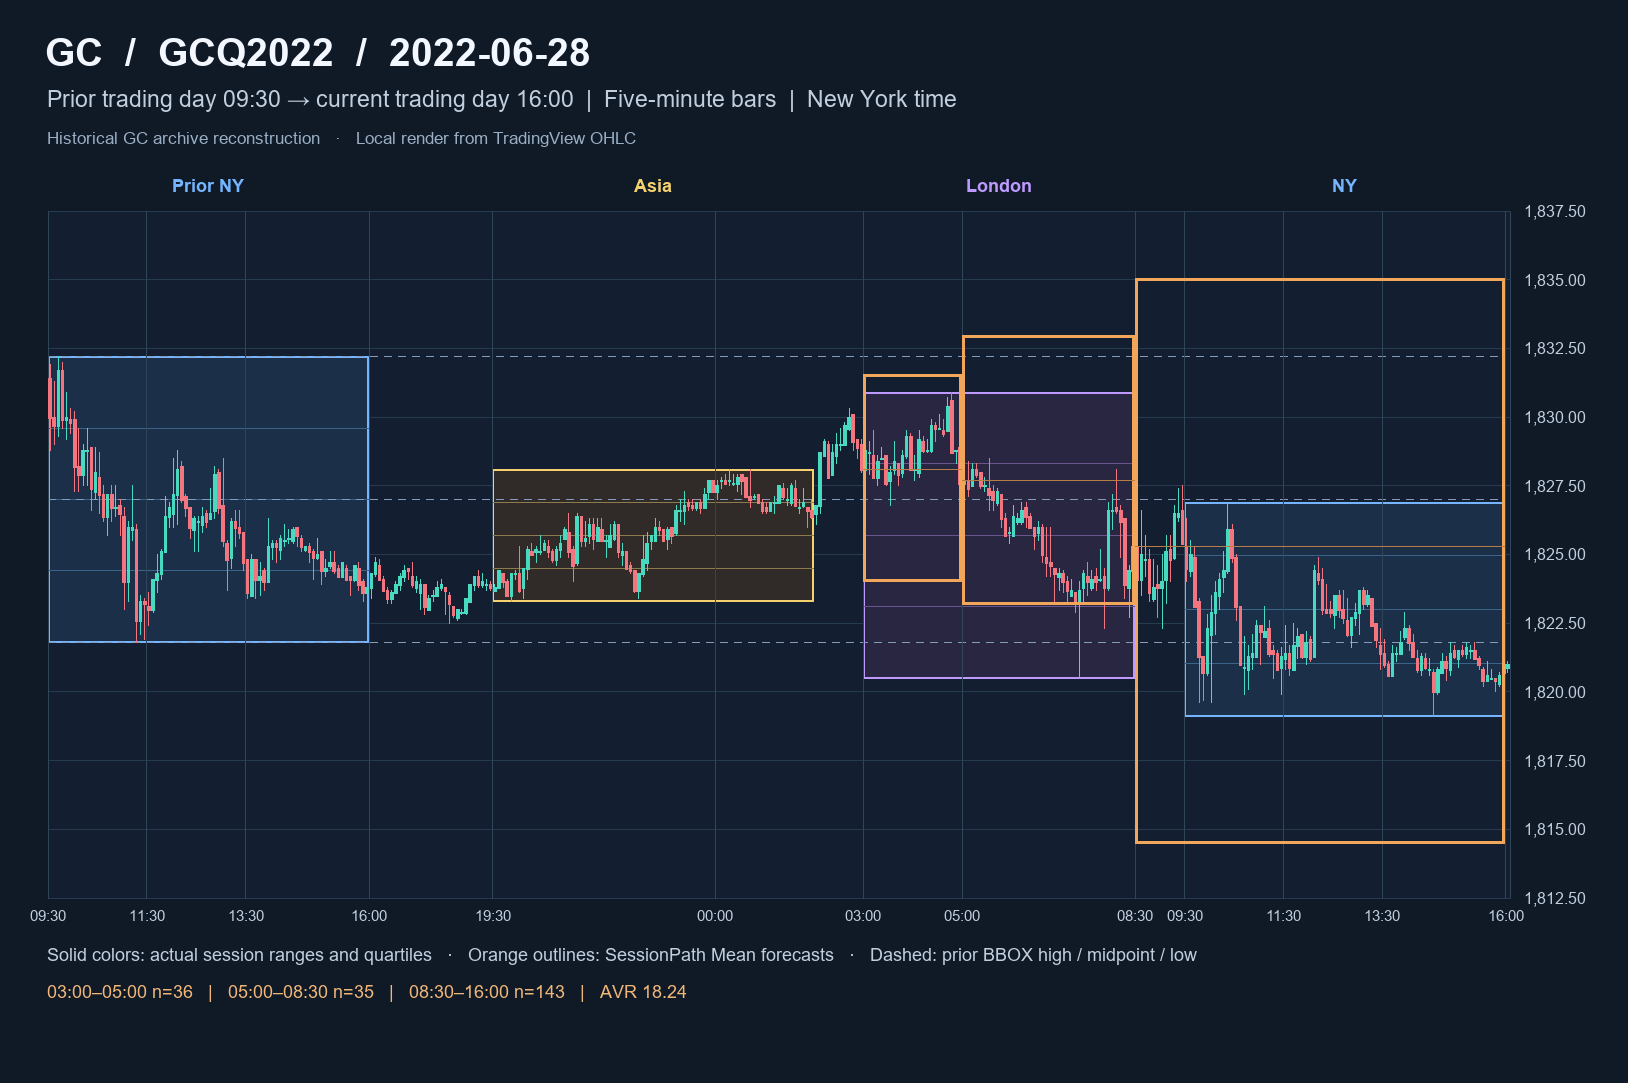 GC / GCQ2022 / 2022-06-28
Prior trading day 09:30 → current trading day 16:00 | Five-minute bars | New York time
Historical GC archive reconstruction · Local render from TradingView OHLC
Prior NY Asia London NY
1,837.50
1,835.00
1,832.50
1,830.00
1,827.50
1,825.00
1,822.50
1,820.00
1,817.50
1,815.00
1,812.50
09:30 11:30 13:30 16:00 19:30 00:00 03:00 05:00 08:30 09:30 11:30 13:30 16:00
Solid colors: actual session ranges and quartiles · Orange outlines: SessionPath Mean forecasts · Dashed: prior BBOX high / midpoint / low
03:00–05:00 n=36 | 05:00–08:30 n=35 | 08:30–16:00 n=143 | AVR 18.24